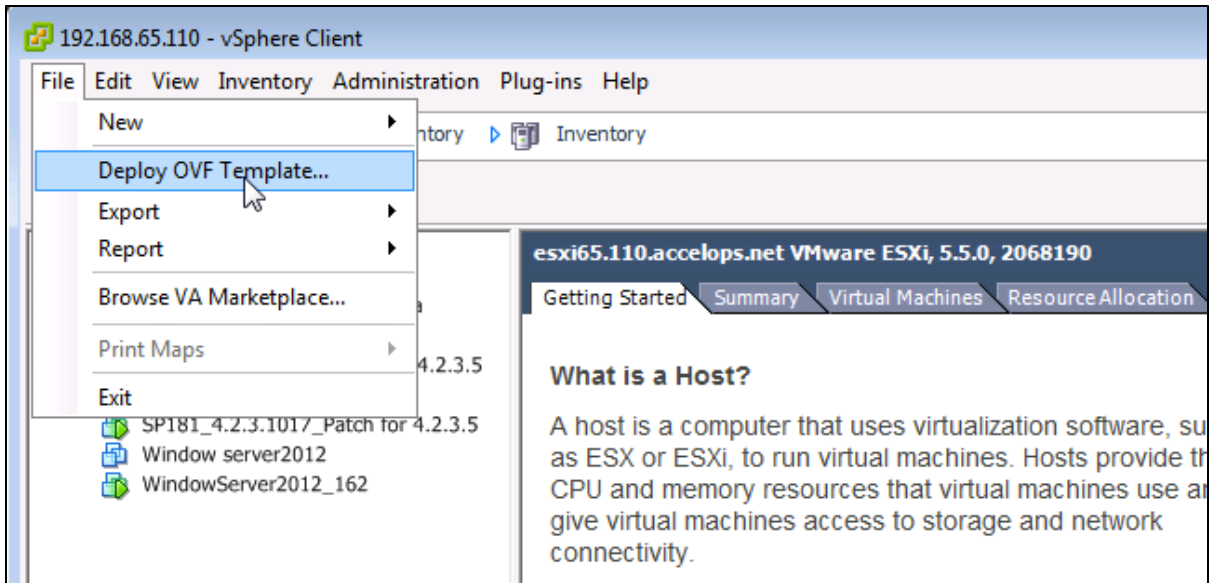 192.168.65.110 - vSphere Client
File Edit View Inventory Administration Plug-ins Help
New
Inventory
Deploy OVF Template...
Export
Report
Browse VA Marketplace...
Print Maps
4.2.3.5
Exit
SP181_4.2.3.1017_Patch for 4.2.3.5
Window server2012
WindowServer2012_162
esxi65.110.accelops.net VMware ESXi, 5.5.0, 2068190
Getting Started Summary Virtual Machines Resource Allocation
What is a Host?
A host is a computer that uses virtualization software, su
as ESX or ESXi, to run virtual machines. Hosts provide th
CPU and memory resources that virtual machines use a
give virtual machines access to storage and network
connectivity.